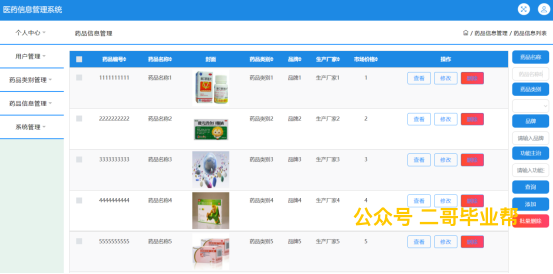 医药信息管理系统
个人中心
药品信息管理
/ 药品信息管理 / 药品信息列表
用户管理
药品类别管理
药品信息管理
系统管理
药品编号 药品名称 封面 药品类别 品牌 生产厂家 市场价格 操作
1111111111 药品名称1 药品类别1 品牌1 生产厂家1 1 查看 修改
2222222222 药品名称2 药品类别2 品牌2 生产厂家2 2 查看 修改
3333333333 药品名称3 药品类别3 品牌3 生产厂家3 3 查看 修改
4444444444 药品名称4 药品类别4 品牌4 生产厂家4 4 查看 修改
5555555555 药品名称5 药品类别5 品牌5 生产厂家5 5 查看 修改
药品名称
药品名称
药品类别
品牌
请输入品牌
功能主治
请输入功能
查询
添加
批量删除
公众号 二哥毕业帮